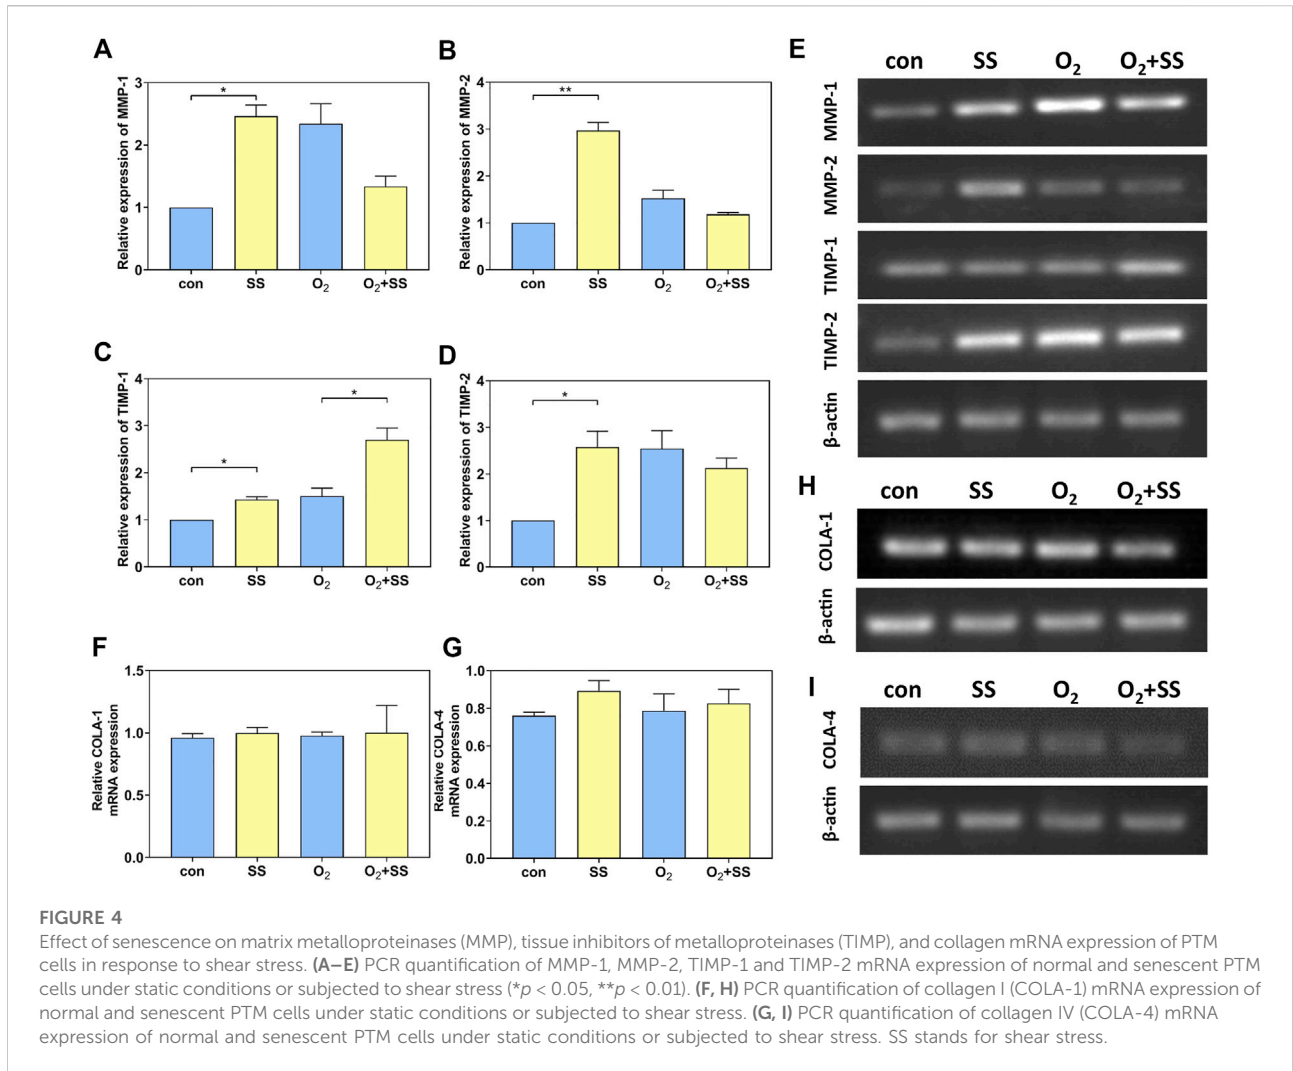 A
Relative expression of MMP-1
3
2
1
0
*
con SS O₂ O₂+SS
B
Relative expression of MMP-2
4
3
2
1
0
**
con SS O₂ O₂+SS
C
Relative expression of TIMP-1
4
3
2
1
0
*
*
con SS O₂ O₂+SS
D
Relative expression of TIMP-2
4
3
2
1
0
*
con SS O₂ O₂+SS
E
con SS O₂ O₂+SS
MMP-1
MMP-2
TIMP-1
TIMP-2
β-actin
F
Relative COLA-1
mRNA expression
1.5
1.0
0.5
0.0
con SS O₂ O₂+SS
G
Relative COLA-4
mRNA expression
1.0
0.8
0.6
0.4
0.2
0.0
con SS O₂ O₂+SS
H
con SS O₂ O₂+SS
COLA-1
β-actin
I
con SS O₂ O₂+SS
COLA-4
β-actin
FIGURE 4
Effect of senescence on matrix metalloproteinases (MMP), tissue inhibitors of metalloproteinases (TIMP), and collagen mRNA expression of PTM
cells in response to shear stress. (A–E) PCR quantification of MMP-1, MMP-2, TIMP-1 and TIMP-2 mRNA expression of normal and senescent PTM
cells under static conditions or subjected to shear stress (*p < 0.05, **p < 0.01). (F, H) PCR quantification of collagen I (COLA-1) mRNA expression of
normal and senescent PTM cells under static conditions or subjected to shear stress. (G, I) PCR quantification of collagen IV (COLA-4) mRNA
expression of normal and senescent PTM cells under static conditions or subjected to shear stress. SS stands for shear stress.